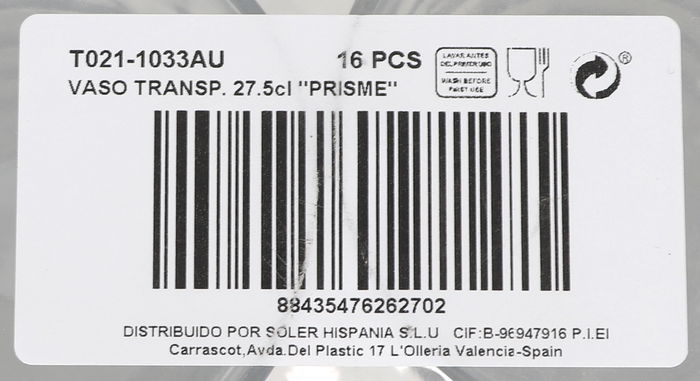 T021-1033AU 16 PCS
LAVAR ANTES
DEL PRIMER USO
WASH BEFORE
FIRST USE
®
VASO TRANSP. 27.5cl "PRISME"
88435476262702
DISTRIBUIDO POR SOLER HISPANIA S.L.U CIF:B-96947916 P.I.El
Carrascot,Avda.Del Plastic 17 L'Olleria Valencia-Spain